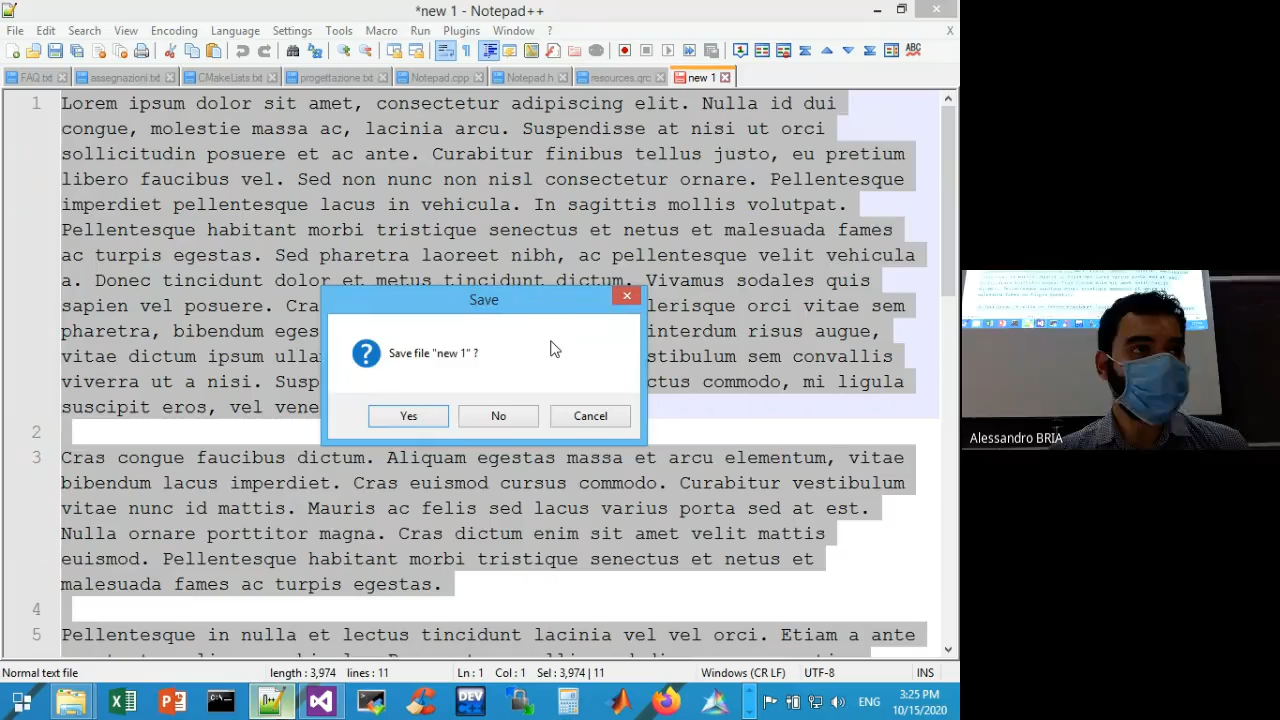 *new 1 - Notepad++
File Edit Search View Encoding Language Settings Tools Macro Run Plugins Window ? X
FAQ.txt assegnazioni.txt CMakeLists.txt progettazione.txt Notepad.cpp Notepad.h resources.qrc new 1
1 Lorem ipsum dolor sit amet, consectetur adipiscing elit. Nulla id dui
congue, molestie massa ac, lacinia arcu. Suspendisse at nisi ut orci
sollicitudin posuere et ac ante. Curabitur finibus tellus justo, eu pretium
libero faucibus vel. Sed non nunc non nisl consectetur ornare. Pellentesque
imperdiet pellentesque lacus in vehicula. In sagittis mollis volutpat.
Pellentesque habitant morbi tristique senectus et netus et malesuada fames
ac turpis egestas. Sed pharetra laoreet nibh, ac pellentesque velit vehicula
a. Donec tincidunt dolor et metus tincidunt dictum. Vivamus sodales quis
sapien vel posuere. orci vitae sem
pharetra, bibendum interdum risus augue,
vitae dictum ipsum convallis
viverra ut a nisi. commodo, mi ligula
suscipit eros, vel
Save
Save file "new 1" ?
Yes No Cancel
2
3 Cras congue faucibus dictum. Aliquam egestas massa et arcu elementum, vitae
bibendum lacus imperdiet. Cras euismod cursus commodo. Curabitur vestibulum
vitae nunc id mattis. Mauris ac felis sed lacus varius porta sed at est.
Nulla ornare porttitor magna. Cras dictum enim sit amet velit mattis
euismod. Pellentesque habitant morbi tristique senectus et netus et
malesuada fames ac turpis egestas.
4
5 Pellentesque in nulla et lectus tincidunt lacinia vel vel orci. Etiam a ante
Normal text file length : 3,974 lines : 11 Ln : 1 Col : 1 Sel : 3,974 | 11 Windows (CR LF) UTF-8 INS
DEV ENG 3:25 PM
10/15/2020
Alessandro BRIA